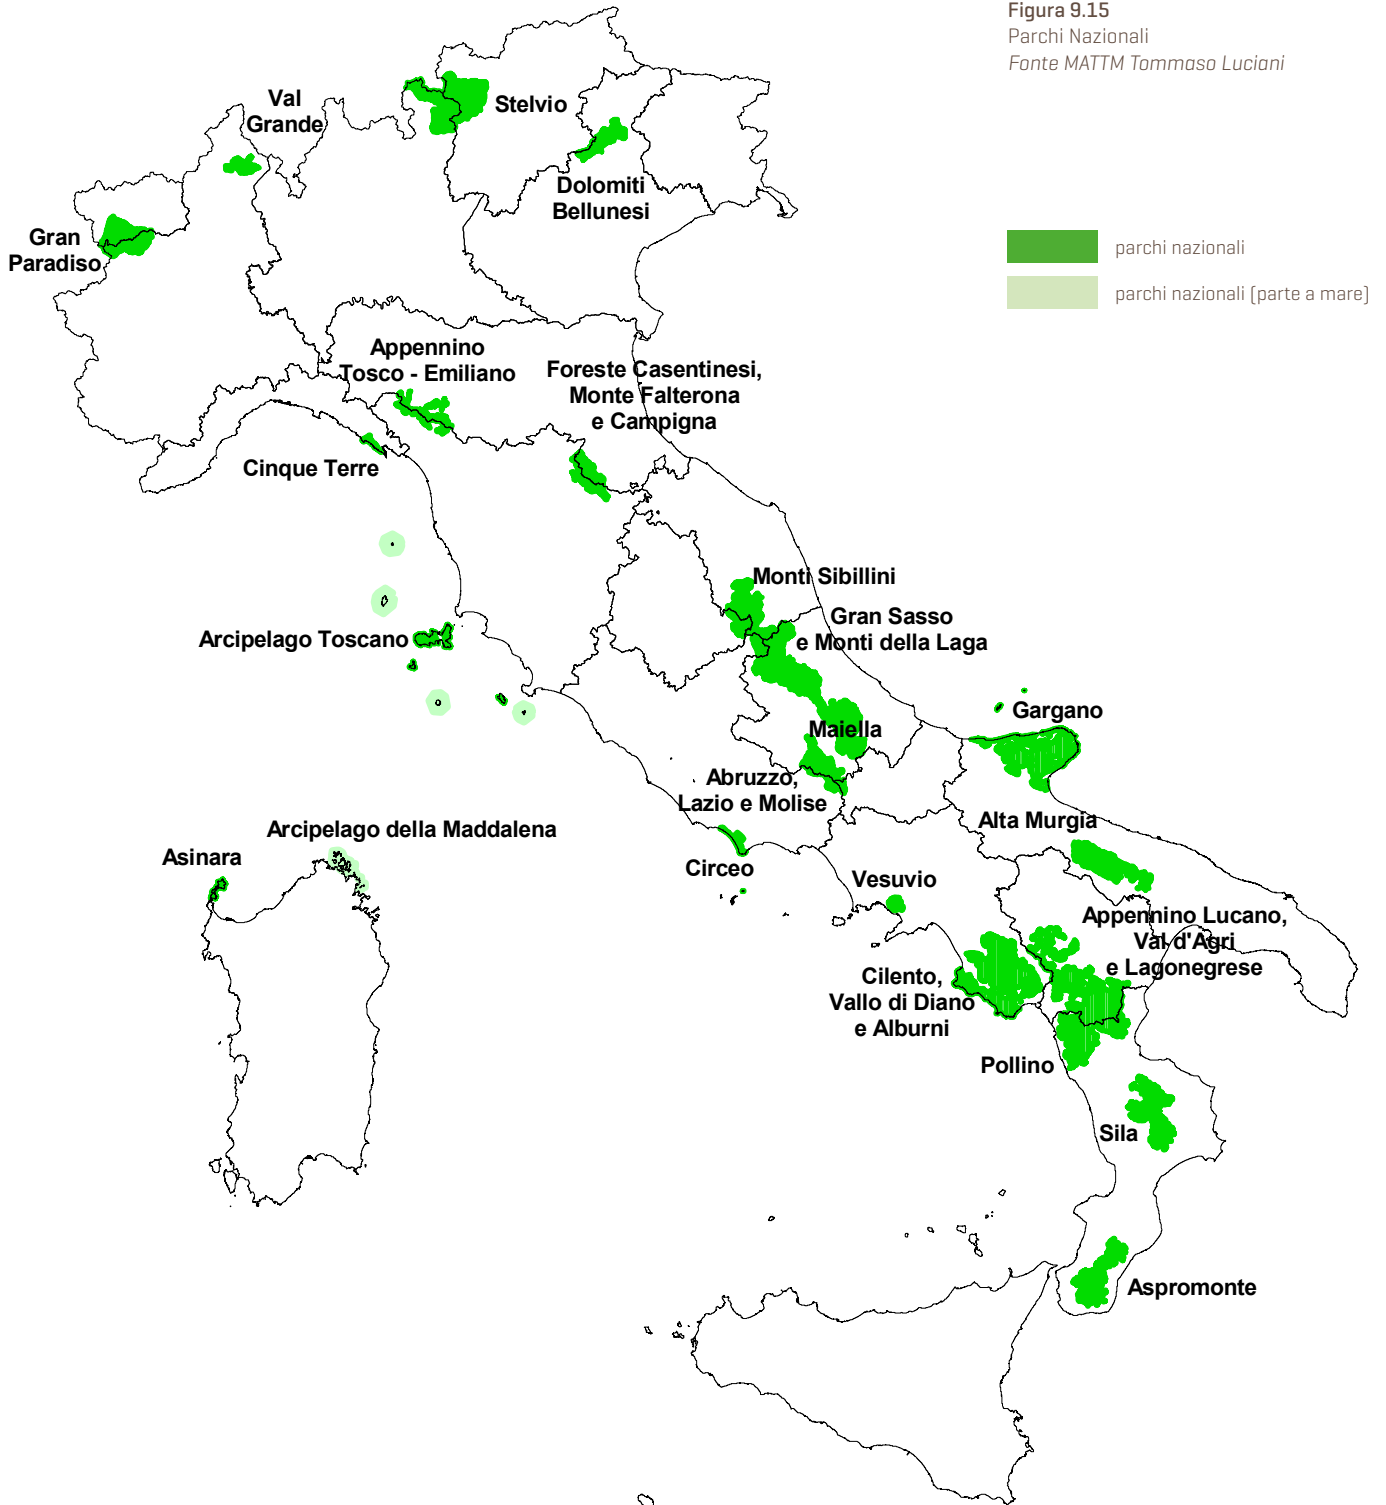 Figura 9.15
Parchi Nazionali
Fonte MATTM Tommaso Luciani
Val
Grande
Stelvio
Dolomiti
Bellunesi
Gran
Paradiso
parchi nazionali
parchi nazionali (parte a mare)
Appennino
Tosco - Emiliano
Foreste Casentinesi,
Monte Falterona
e Campigna
Cinque Terre
Monti Sibillini
Gran Sasso
e Monti della Laga
Arcipelago Toscano
Gargano
Maiella
Abruzzo,
Lazio e Molise
Alta Murgia
Arcipelago della Maddalena
Asinara
Circeo
Vesuvio
Appennino Lucano,
Val d'Agri
e Lagonegrese
Cilento,
Vallo di Diano
e Alburni
Pollino
Sila
Aspromonte